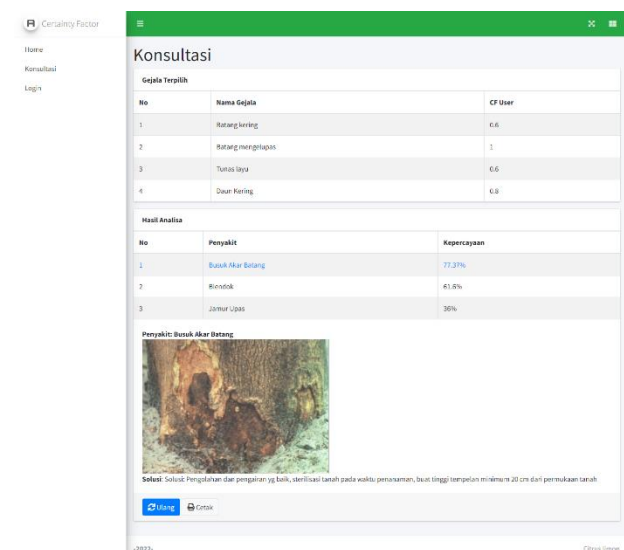 Certainty Factor
Home
Konsultasi
Login
Konsultasi
Gejala Terpilih
No Nama Gejala CF User
1 Batang kering 0.6
2 Batang mengelupas 1
3 Tunas layu 0.6
4 Daun Kering 0.8
Hasil Analisa
No Penyakit Kepercayaan
1 Busuk Akar Batang 77.37%
2 Blendok 61.6%
3 Jamur Upas 36%
Penyakit: Busuk Akar Batang
Solusi: Solusi: Pengolahan dan pengairan yg baik, sterilisasi tanah pada waktu penanaman, buat tinggi tempelan minimum 20 cm dari permukaan tanah
Ulang Cetak